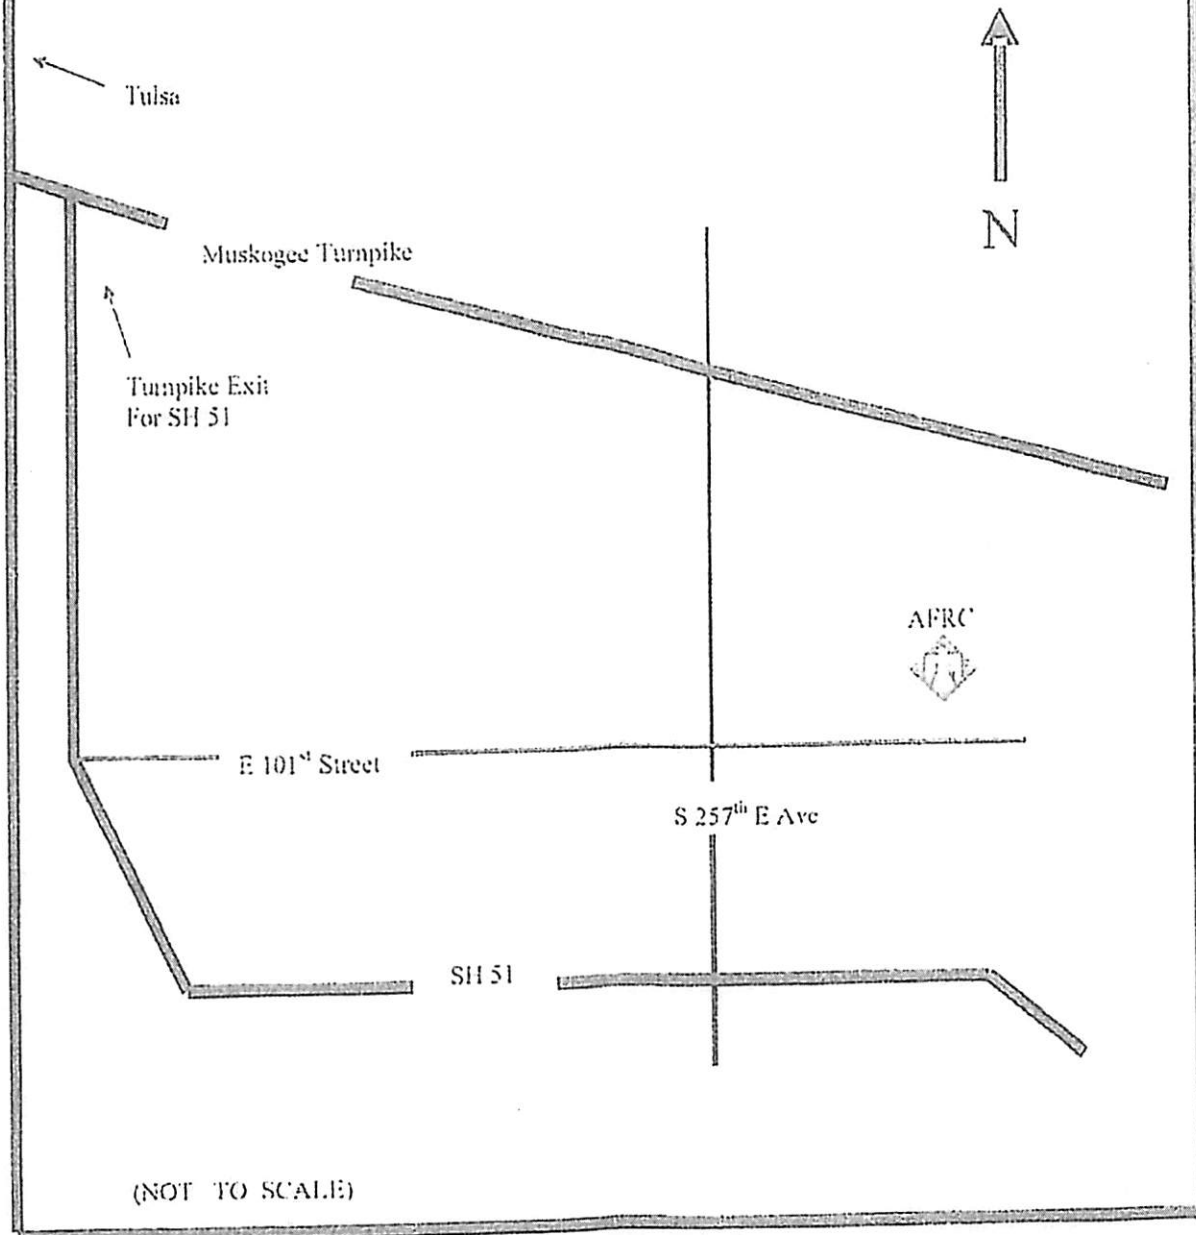 Tulsa
N
Muskogee Turnpike
Turnpike Exit
For SH 51
AFRC
E 101st Street
S 257th E Ave
SH 51
(NOT TO SCALE)